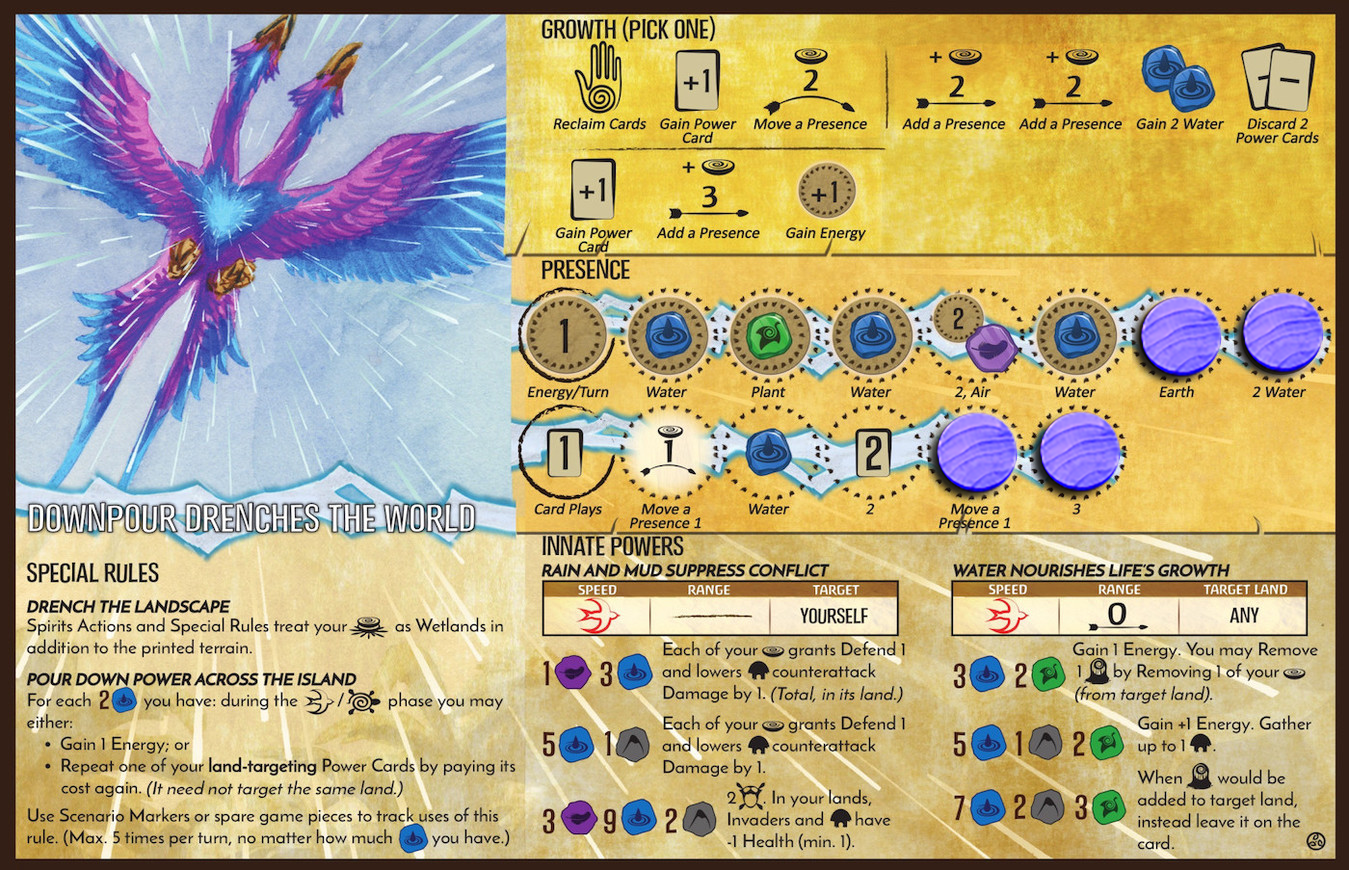 GROWTH (PICK ONE)
+1
2
+
2
+
2
Reclaim Cards
Gain Power
Card
Move a Presence
Add a Presence
Add a Presence
Gain 2 Water
Discard 2
Power Cards
+1
+
3
+1
Gain Power
Card
Add a Presence
Gain Energy
PRESENCE
1
2
Energy/Turn
Water
Plant
Water
2, Air
Water
Earth
2 Water
1
1
2
Card Plays
Move a
Presence 1
Water
2
Move a
Presence 1
3
DOWNPOUR DRENCHES THE WORLD
SPECIAL RULES
DRENCH THE LANDSCAPE
Spirits Actions and Special Rules treat your as Wetlands in
addition to the printed terrain.
POUR DOWN POWER ACROSS THE ISLAND
For each 2 you have: during the / phase you may
either:
• Gain 1 Energy; or
• Repeat one of your land-targeting Power Cards by paying its
cost again. (It need not target the same land.)
Use Scenario Markers or spare game pieces to track uses of this
rule. (Max. 5 times per turn, no matter how much you have.)
INNATE POWERS
RAIN AND MUD SUPPRESS CONFLICT
SPEED
RANGE
TARGET
YOURSELF
1 3
Each of your grants Defend 1
and lowers counterattack
Damage by 1. (Total, in its land.)
5 1
Each of your grants Defend 1
and lowers counterattack
Damage by 1.
3 9 2
2 . In your lands,
Invaders and have
-1 Health (min. 1).
WATER NOURISHES LIFE'S GROWTH
SPEED
RANGE
TARGET LAND
0
ANY
3 2
Gain 1 Energy. You may Remove
1 by Removing 1 of your
(from target land).
5 1 2
Gain +1 Energy. Gather
up to 1 .
7 2 3
When would be
added to target land,
instead leave it on the
card.